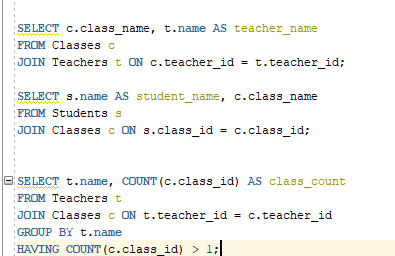 SELECT c.class_name, t.name AS teacher_name
FROM Classes c
JOIN Teachers t ON c.teacher_id = t.teacher_id;
SELECT s.name AS student_name, c.class_name
FROM Students s
JOIN Classes c ON s.class_id = c.class_id;
SELECT t.name, COUNT(c.class_id) AS class_count
FROM Teachers t
JOIN Classes c ON t.teacher_id = c.teacher_id
GROUP BY t.name
HAVING COUNT(c.class_id) > 1;